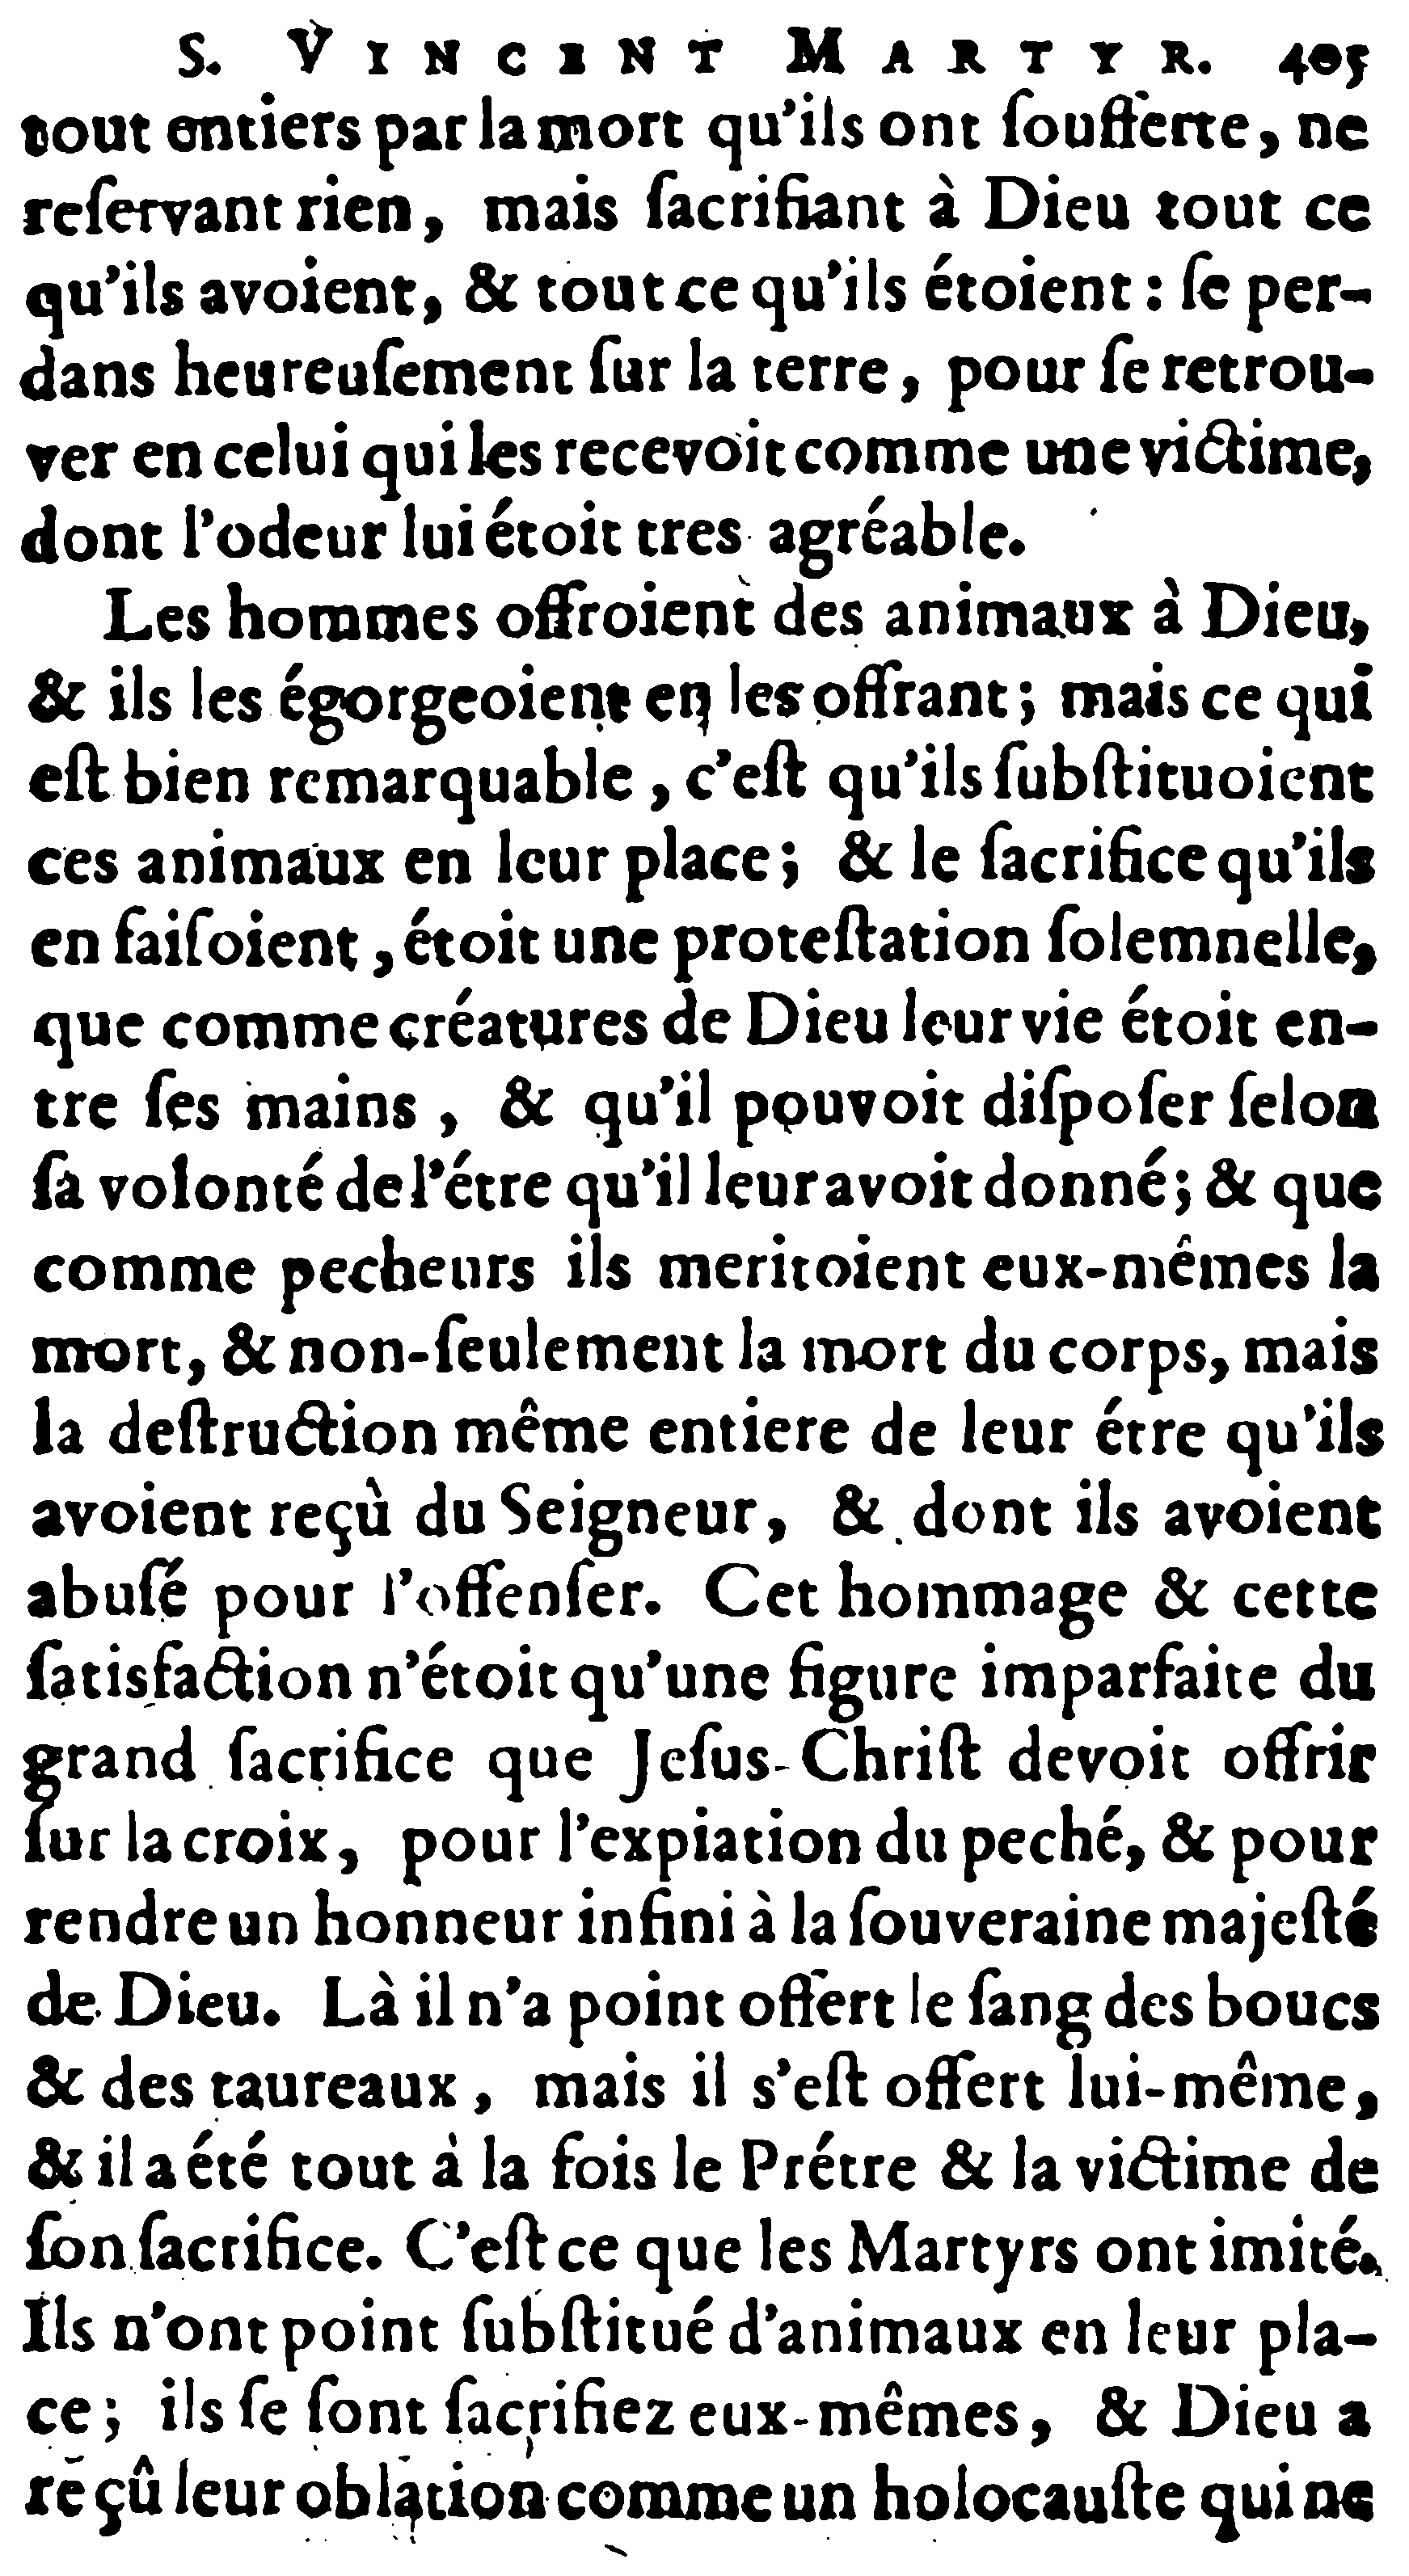 S. VINCENT MARTYR. 405
tout entiers par la mort qu'ils ont ſoufferte, ne
reſervant rien, mais ſacrifiant à Dieu tout ce
qu'ils avoient, & tout ce qu'ils étoient : ſe per-
dans heureuſement ſur la terre, pour ſe retrou-
ver en celui qui les recevoit comme une victime,
dont l'odeur lui étoit tres agréable.
Les hommes offroient des animaux à Dieu,
& ils les égorgeoient en les offrant ; mais ce qui
eſt bien remarquable, c'eſt qu'ils ſubſtituoient
ces animaux en leur place ; & le ſacrifice qu'ils
en faiſoient, étoit une proteſtation ſolemnelle,
que comme créatures de Dieu leur vie étoit en-
tre ſes mains, & qu'il pouvoit diſpoſer ſelon
ſa volonté de l'étre qu'il leur avoit donné ; & que
comme pecheurs ils meritoient eux-mêmes la
mort, & non-ſeulement la mort du corps, mais
la deſtruction même entiere de leur étre qu'ils
avoient reçù du Seigneur, & dont ils avoient
abuſé pour l'offenſer. Cet hommage & cette
ſatisfaction n'étoit qu'une figure imparfaite du
grand ſacrifice que Jeſus-Chriſt devoit offrir
ſur la croix, pour l'expiation du peché, & pour
rendre un honneur infini à la ſouveraine majeſté
de Dieu. Là il n'a point offert le ſang des boucs
& des taureaux, mais il s'eſt offert lui-même,
& il a été tout à la fois le Prétre & la victime de
ſon ſacrifice. C'eſt ce que les Martyrs ont imité.
Ils n'ont point ſubſtitué d'animaux en leur pla-
ce ; ils ſe ſont ſacrifiez eux-mêmes, & Dieu a
reçû leur oblation comme un holocauſte qui ne